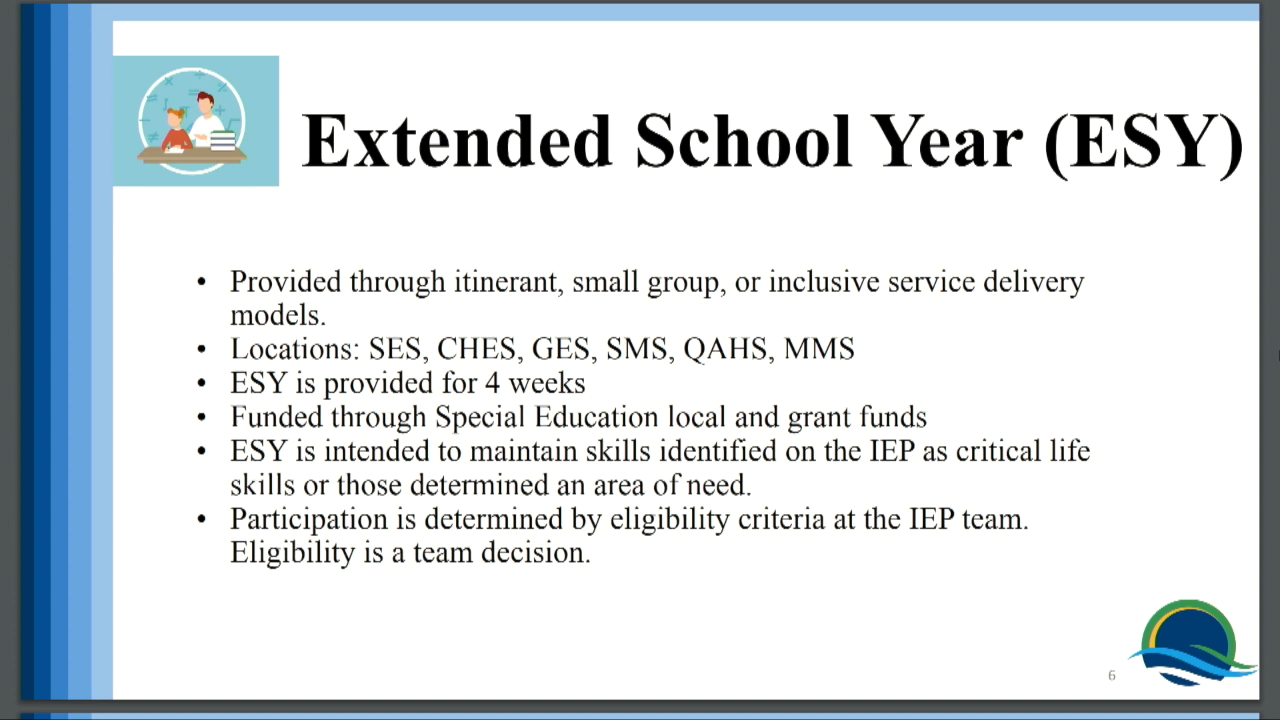 Extended School Year (ESY)
• Provided through itinerant, small group, or inclusive service delivery
models.
• Locations: SES, CHES, GES, SMS, QAHS, MMS
• ESY is provided for 4 weeks
• Funded through Special Education local and grant funds
• ESY is intended to maintain skills identified on the IEP as critical life
skills or those determined an area of need.
• Participation is determined by eligibility criteria at the IEP team.
Eligibility is a team decision.
6